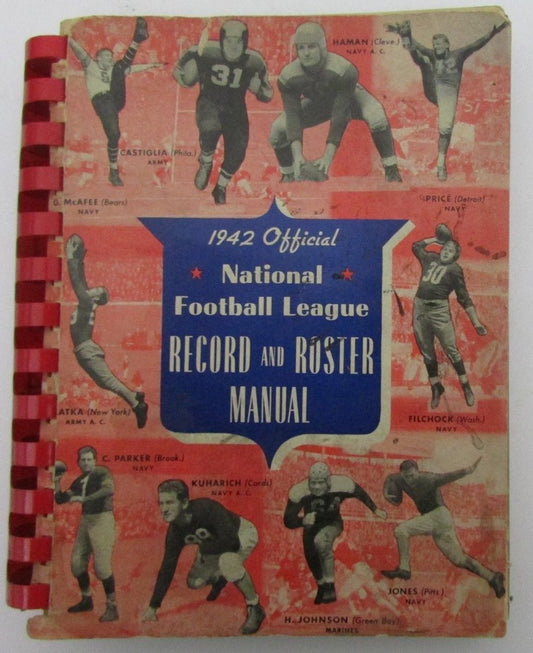 HAMAN (Cleve.)
NAVY A. C.
31
CASTIGLIA (Phila.)
ARMY
G. McAFEE (Bears)
NAVY
PRICE (Detroit)
NAVY
1942 Official
National
Football League
RECORD AND ROSTER
MANUAL
30
ATKA (New York)
ARMY A. C.
FILCHOCK (Wash.)
NAVY
C. PARKER (Brook.)
NAVY
KUHARICH (Cards)
NAVY A. C.
JONES (Pitts.)
NAVY
H. JOHNSON (Green Bay)
MARINES